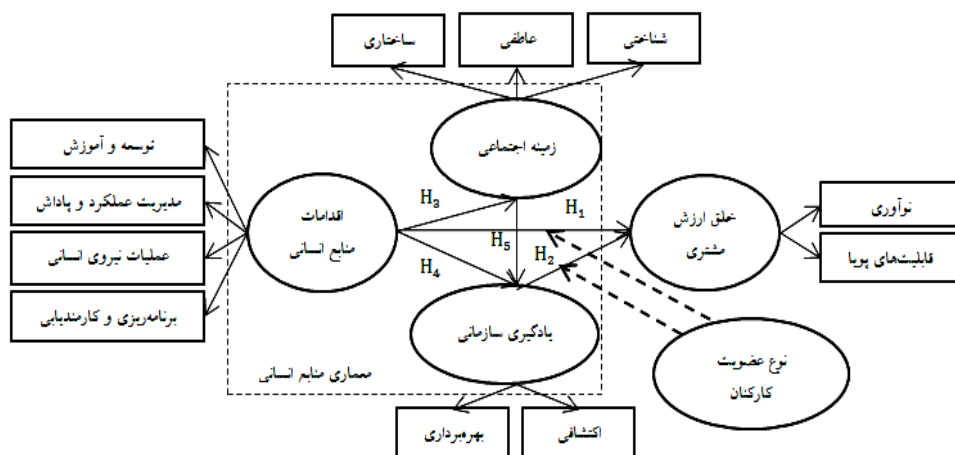 ساختاری
عاطفی
شناختی
زمینه اجتماعی
توسعه و آموزش
مدیریت عملکرد و پاداش
عملیات نیروی انسانی
برنامه‌ریزی و کارمندیابی
اقدامات
منابع انسانی
H3
H1
H5
H4
H2
خلق ارزش
مشتری
نوآوری
قابلیت‌های پویا
یادگیری سازمانی
نوع عضویت
کارکنان
معماری منابع انسانی
بهره‌برداری
اکتشافی